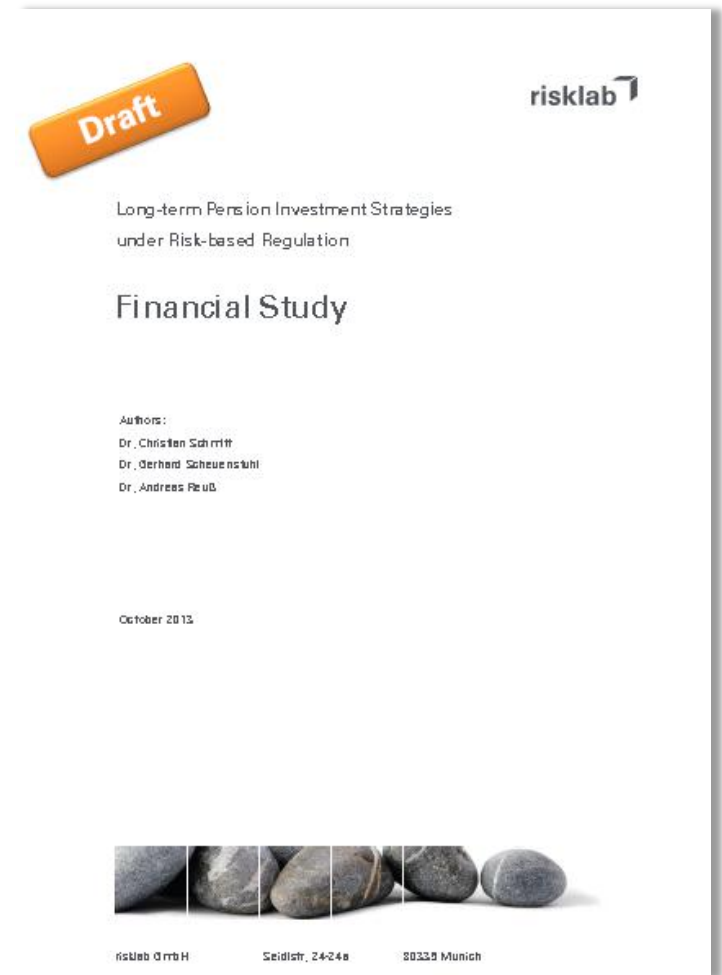 Draft
risklab
Long-term Pension Investment Strategies
under Risk-based Regulation
Financial Study
Authors:
Dr. Christian Schmitt
Dr. Gerhard Scheuenstuhl
Dr. Andreas Reuß
October 2013
risklab GmbH Seidlstr. 24-24a 80335 Munich